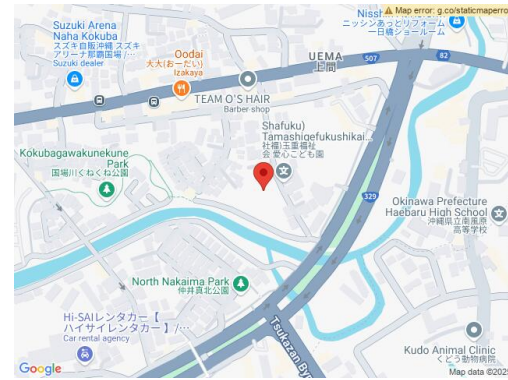 Map error: g.co/staticmaperro
Suzuki Arena
Naha Kokuba
スズキ自販沖縄 スズキ
アリーナ那覇国場 /…
Suzuki dealer
Nissh
ニッシンあっとリフォーム
一日橋ショールーム
Oodai
大大(おーだい)
Izakaya
UEMA
上間
507
82
TEAM O'S HAIR
Barber shop
Shafuku)
Tamashigefukushikai...
社福)玉重福祉
会 愛心こども園
Kokubagawakunekune
Park
国場川くねくね公園
329
Okinawa Prefecture
Haebaru High School
沖縄県立南風原
高等学校
North Nakaima Park
仲井真北公園
Hi-SAIレンタカー【
ハイサイレンタカー 】/…
Car rental agency
Tsukazan By
Kudo Animal Clinic
くどう動物病院
Google
Map data ©2025